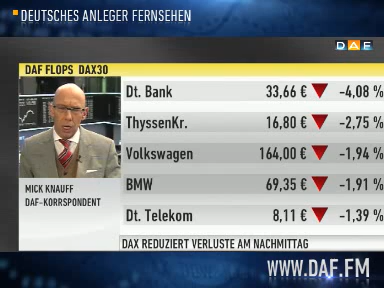 DEUTSCHES ANLEGER FERNSEHEN
DAF
DAF FLOPS DAX30
Dt. Bank 33,66 € -4,08 %
ThyssenKr. 16,80 € -2,75 %
Volkswagen 164,00 € -1,94 %
BMW 69,35 € -1,91 %
Dt. Telekom 8,11 € -1,39 %
MICK KNAUFF
DAF-KORRSPONDENT
DAX REDUZIERT VERLUSTE AM NACHMITTAG
WWW.DAF.FM